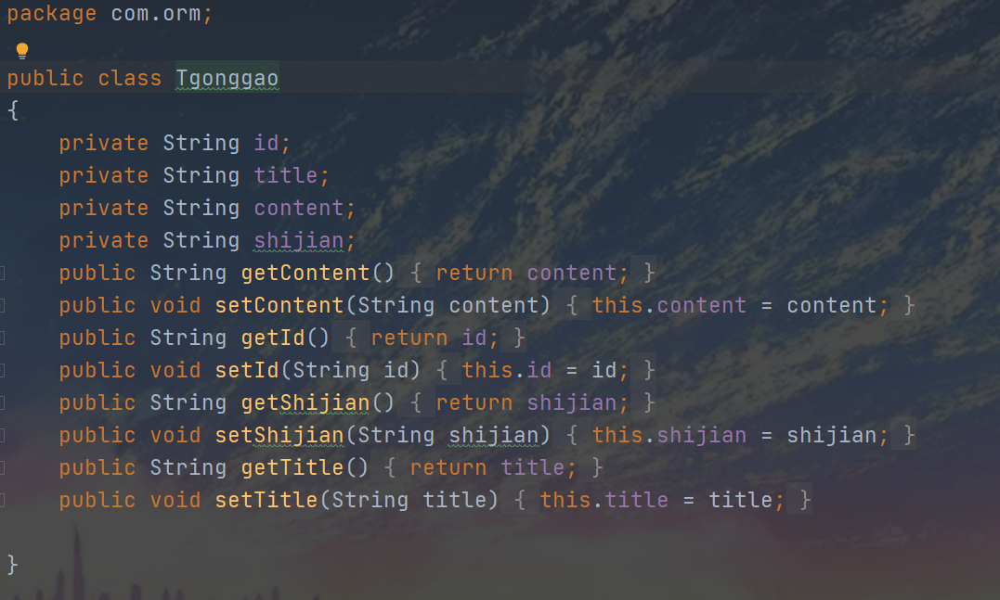 package com.orm;
public class Tgonggao
{
    private String id;
    private String title;
    private String content;
    private String shijian;
    public String getContent() { return content; }
    public void setContent(String content) { this.content = content; }
    public String getId() { return id; }
    public void setId(String id) { this.id = id; }
    public String getShijian() { return shijian; }
    public void setShijian(String shijian) { this.shijian = shijian; }
    public String getTitle() { return title; }
    public void setTitle(String title) { this.title = title; }
}